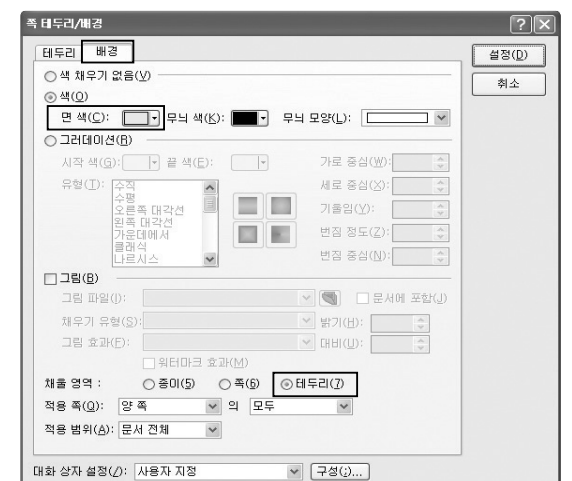 쪽 테두리/배경
테두리 배경
설정(D)
취소
색 채우기 없음(V)
색(O)
면 색(C): 무늬 색(K): 무늬 모양(L):
그러데이션(R)
시작 색(G): 끝 색(E): 가로 중심(W):
유형(T): 수직 세로 중심(X):
수평
오른쪽 대각선 기울임(Y):
왼쪽 대각선
가운데에서 번짐 정도(Z):
클래식
나르시스 번짐 중심(N):
그림(B)
그림 파일(I): 문서에 포함(J)
채우기 유형(S): 밝기(H):
그림 효과(F): 대비(U):
워터마크 효과(M)
채울 영역 : 종이(5) 쪽(6) 테두리(7)
적용 쪽(Q): 양 쪽 의 모두
적용 범위(A): 문서 전체
대화 상자 설정(/): 사용자 지정 구성(;)...